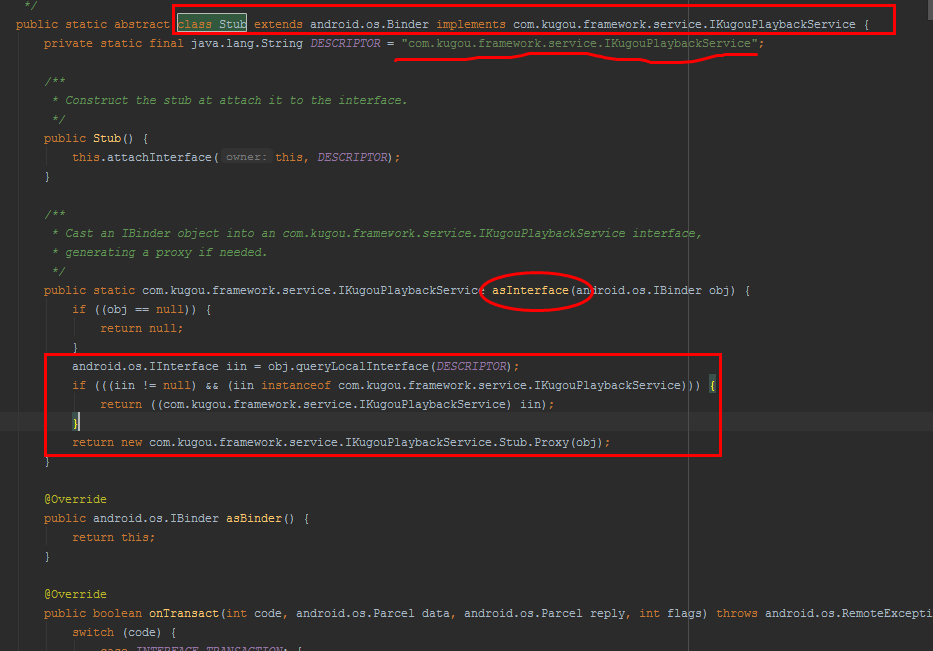 */
public static abstract class Stub extends android.os.Binder implements com.kugou.framework.service.IKugouPlaybackService {
private static final java.lang.String DESCRIPTOR = "com.kugou.framework.service.IKugouPlaybackService";
/**
* Construct the stub at attach it to the interface.
*/
public Stub() {
this.attachInterface( owner: this, DESCRIPTOR);
}
/**
* Cast an IBinder object into an com.kugou.framework.service.IKugouPlaybackService interface,
* generating a proxy if needed.
*/
public static com.kugou.framework.service.IKugouPlaybackService asInterface(android.os.IBinder obj) {
if ((obj == null)) {
return null;
}
android.os.IInterface iin = obj.queryLocalInterface(DESCRIPTOR);
if (((iin != null) && (iin instanceof com.kugou.framework.service.IKugouPlaybackService))) {
return ((com.kugou.framework.service.IKugouPlaybackService) iin);
}
return new com.kugou.framework.service.IKugouPlaybackService.Stub.Proxy(obj);
}
@Override
public android.os.IBinder asBinder() {
return this;
}
@Override
public boolean onTransact(int code, android.os.Parcel data, android.os.Parcel reply, int flags) throws android.os.RemoteExcepti
switch (code) {
case INTERFACE_TRANSACTION: {